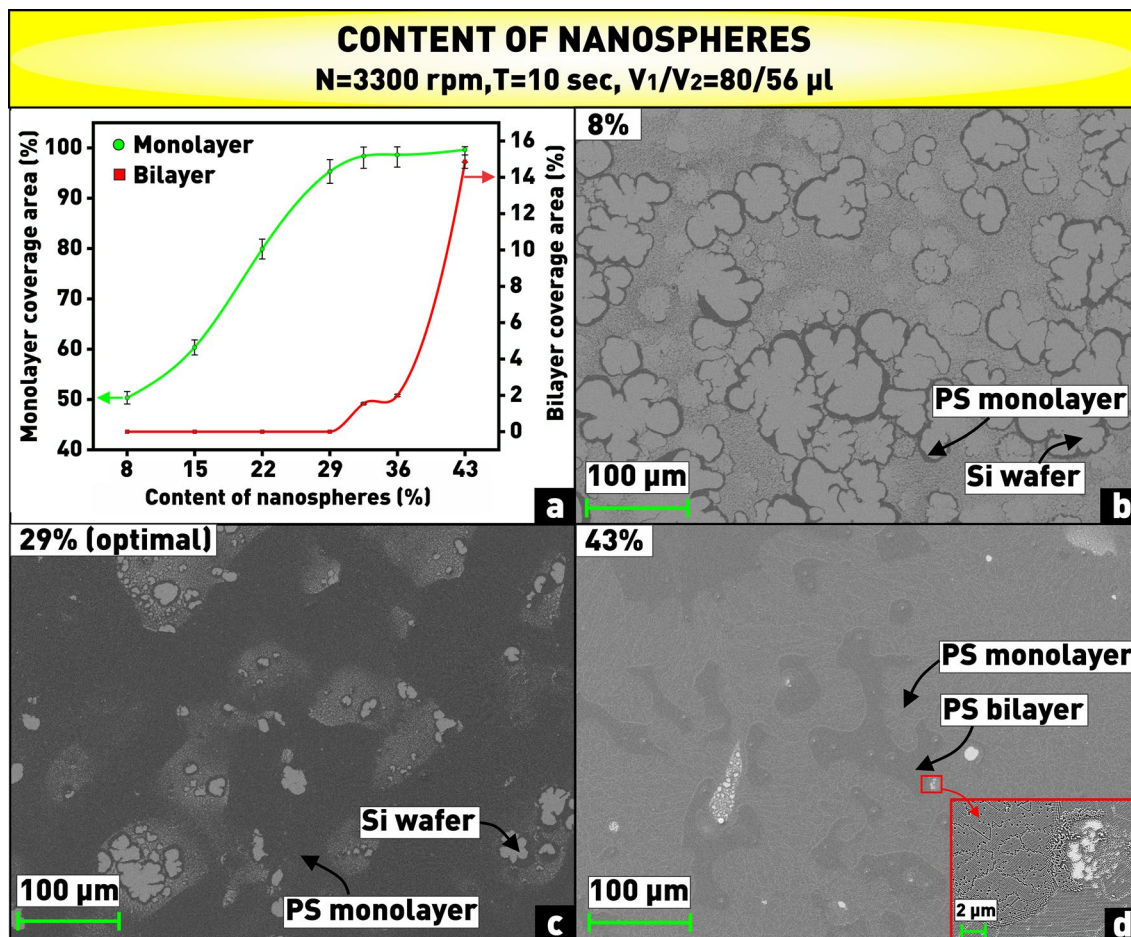 CONTENT OF NANOSPHERES
N=3300 rpm,T=10 sec, V1/V2=80/56 µl
Monolayer coverage area (%)
100
90
80
70
60
50
40
Monolayer
Bilayer
16
14
12
10
8
6
4
2
0
Bilayer coverage area (%)
8 15 22 29 36 43
Content of nanospheres (%)
a
8%
PS monolayer
Si wafer
100 µm
b
29% (optimal)
Si wafer
PS monolayer
100 µm
c
43%
PS monolayer
PS bilayer
100 µm
2 µm
d